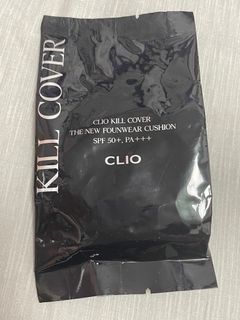 KILL COVER
CLIO KILL COVER
THE NEW FOUNWEAR CUSHION
SPF 50+, PA+++
CLIO